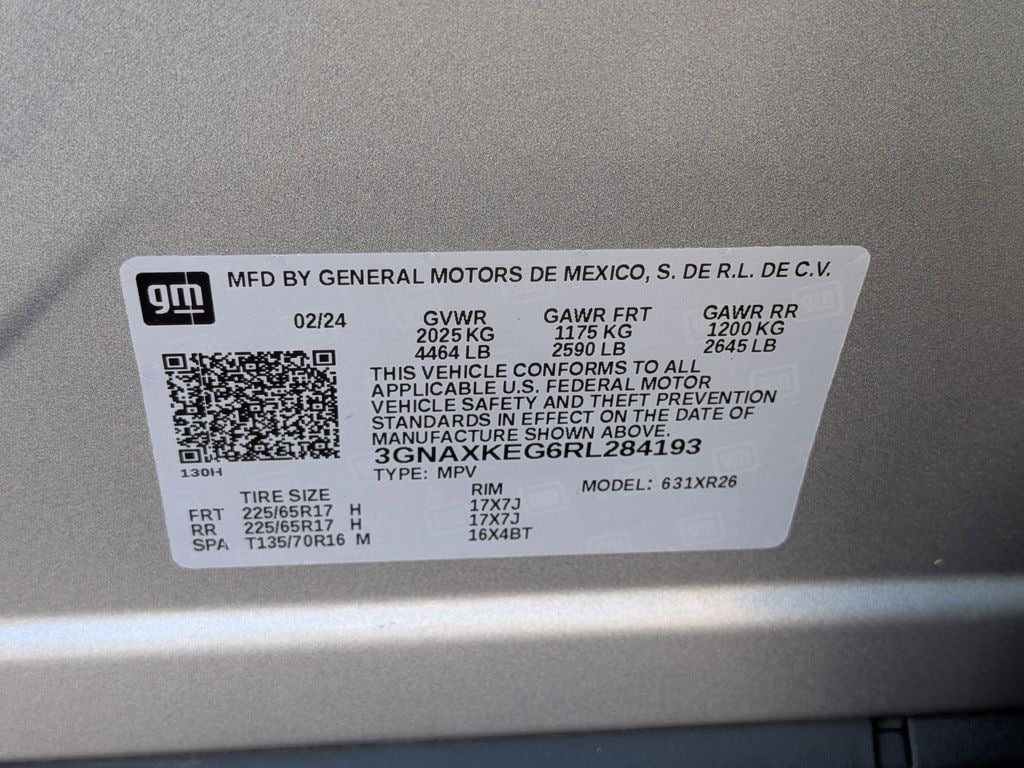 gm
MFD BY GENERAL MOTORS DE MEXICO, S. DE R.L. DE C.V.
02/24 GVWR GAWR FRT GAWR RR
2025 KG 1175 KG 1200 KG
4464 LB 2590 LB 2645 LB
THIS VEHICLE CONFORMS TO ALL
APPLICABLE U.S. FEDERAL MOTOR
VEHICLE SAFETY AND THEFT PREVENTION
STANDARDS IN EFFECT ON THE DATE OF
MANUFACTURE SHOWN ABOVE.
3GNAXKEG6RL284193
130H
TYPE: MPV MODEL: 631XR26
TIRE SIZE RIM
FRT 225/65R17 H 17X7J
RR 225/65R17 H 17X7J
SPA T135/70R16 M 16X4BT